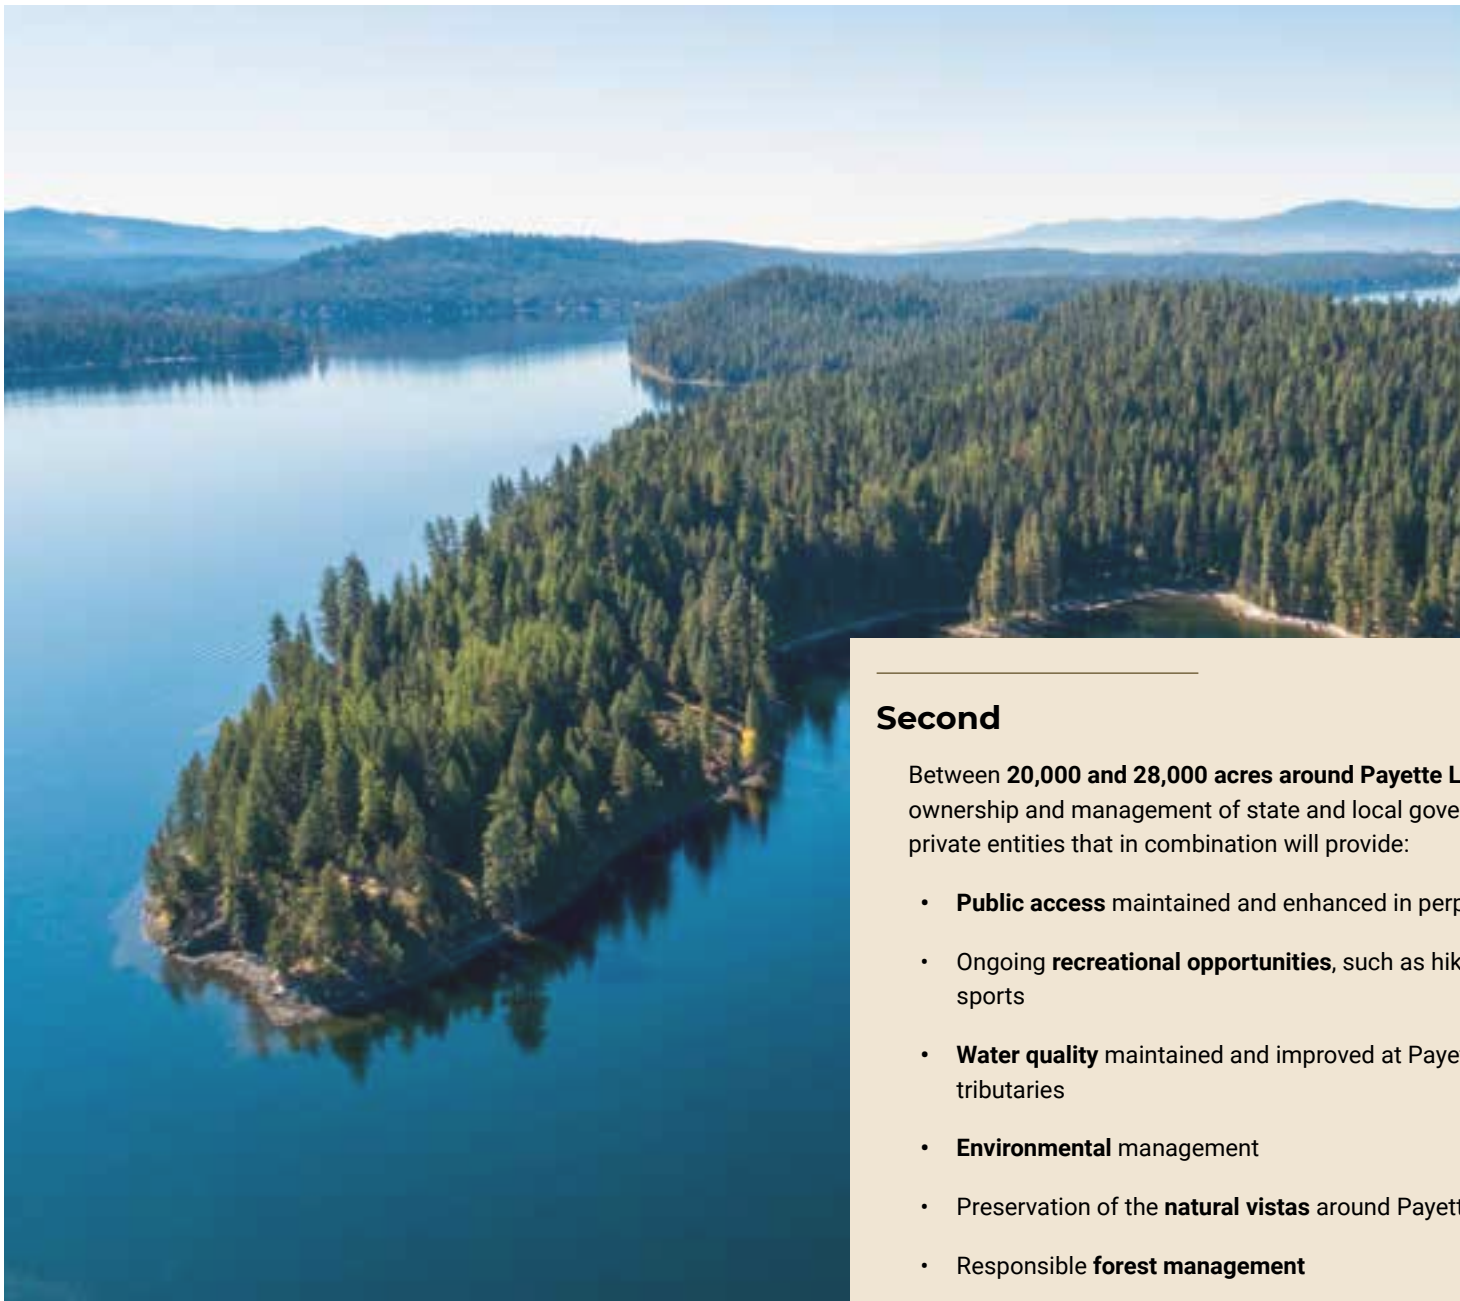 Second
Between 20,000 and 28,000 acres around Payette L
ownership and management of state and local gove
private entities that in combination will provide:
• Public access maintained and enhanced in perp
• Ongoing recreational opportunities, such as hik
sports
• Water quality maintained and improved at Paye
tributaries
• Environmental management
• Preservation of the natural vistas around Payett
• Responsible forest management